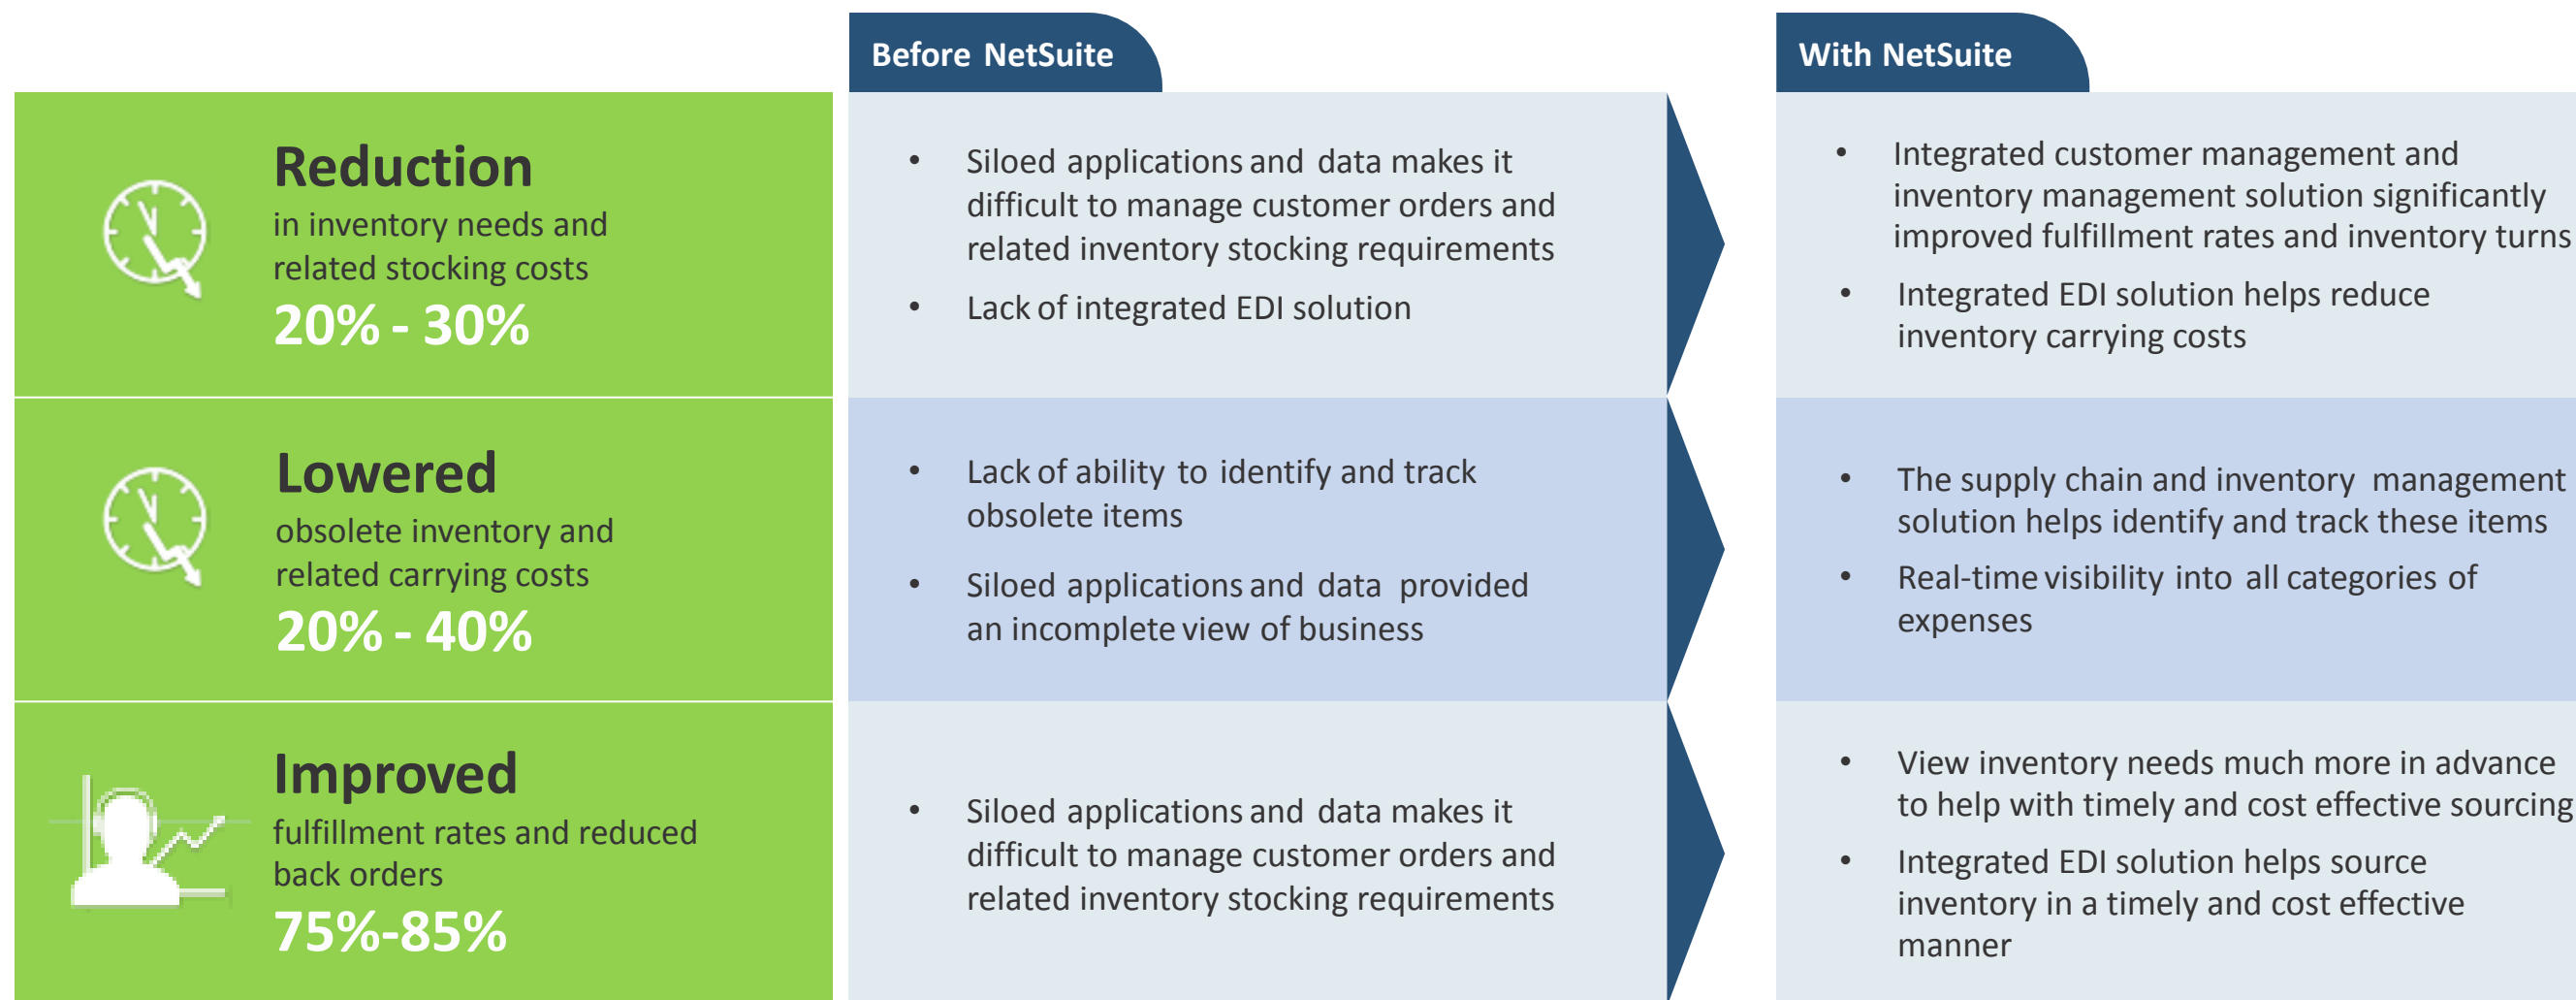 Before NetSuite
With NetSuite
Reduction
in inventory needs and
related stocking costs
20% - 30%
• Siloed applications and data makes it
difficult to manage customer orders and
related inventory stocking requirements
• Lack of integrated EDI solution
• Integrated customer management and
inventory management solution significantly
improved fulfillment rates and inventory turns
• Integrated EDI solution helps reduce
inventory carrying costs
Lowered
obsolete inventory and
related carrying costs
20% - 40%
• Lack of ability to identify and track
obsolete items
• Siloed applications and data provided
an incomplete view of business
• The supply chain and inventory management
solution helps identify and track these items
• Real-time visibility into all categories of
expenses
Improved
fulfillment rates and reduced
back orders
75%-85%
• Siloed applications and data makes it
difficult to manage customer orders and
related inventory stocking requirements
• View inventory needs much more in advance
to help with timely and cost effective sourcing
• Integrated EDI solution helps source
inventory in a timely and cost effective
manner